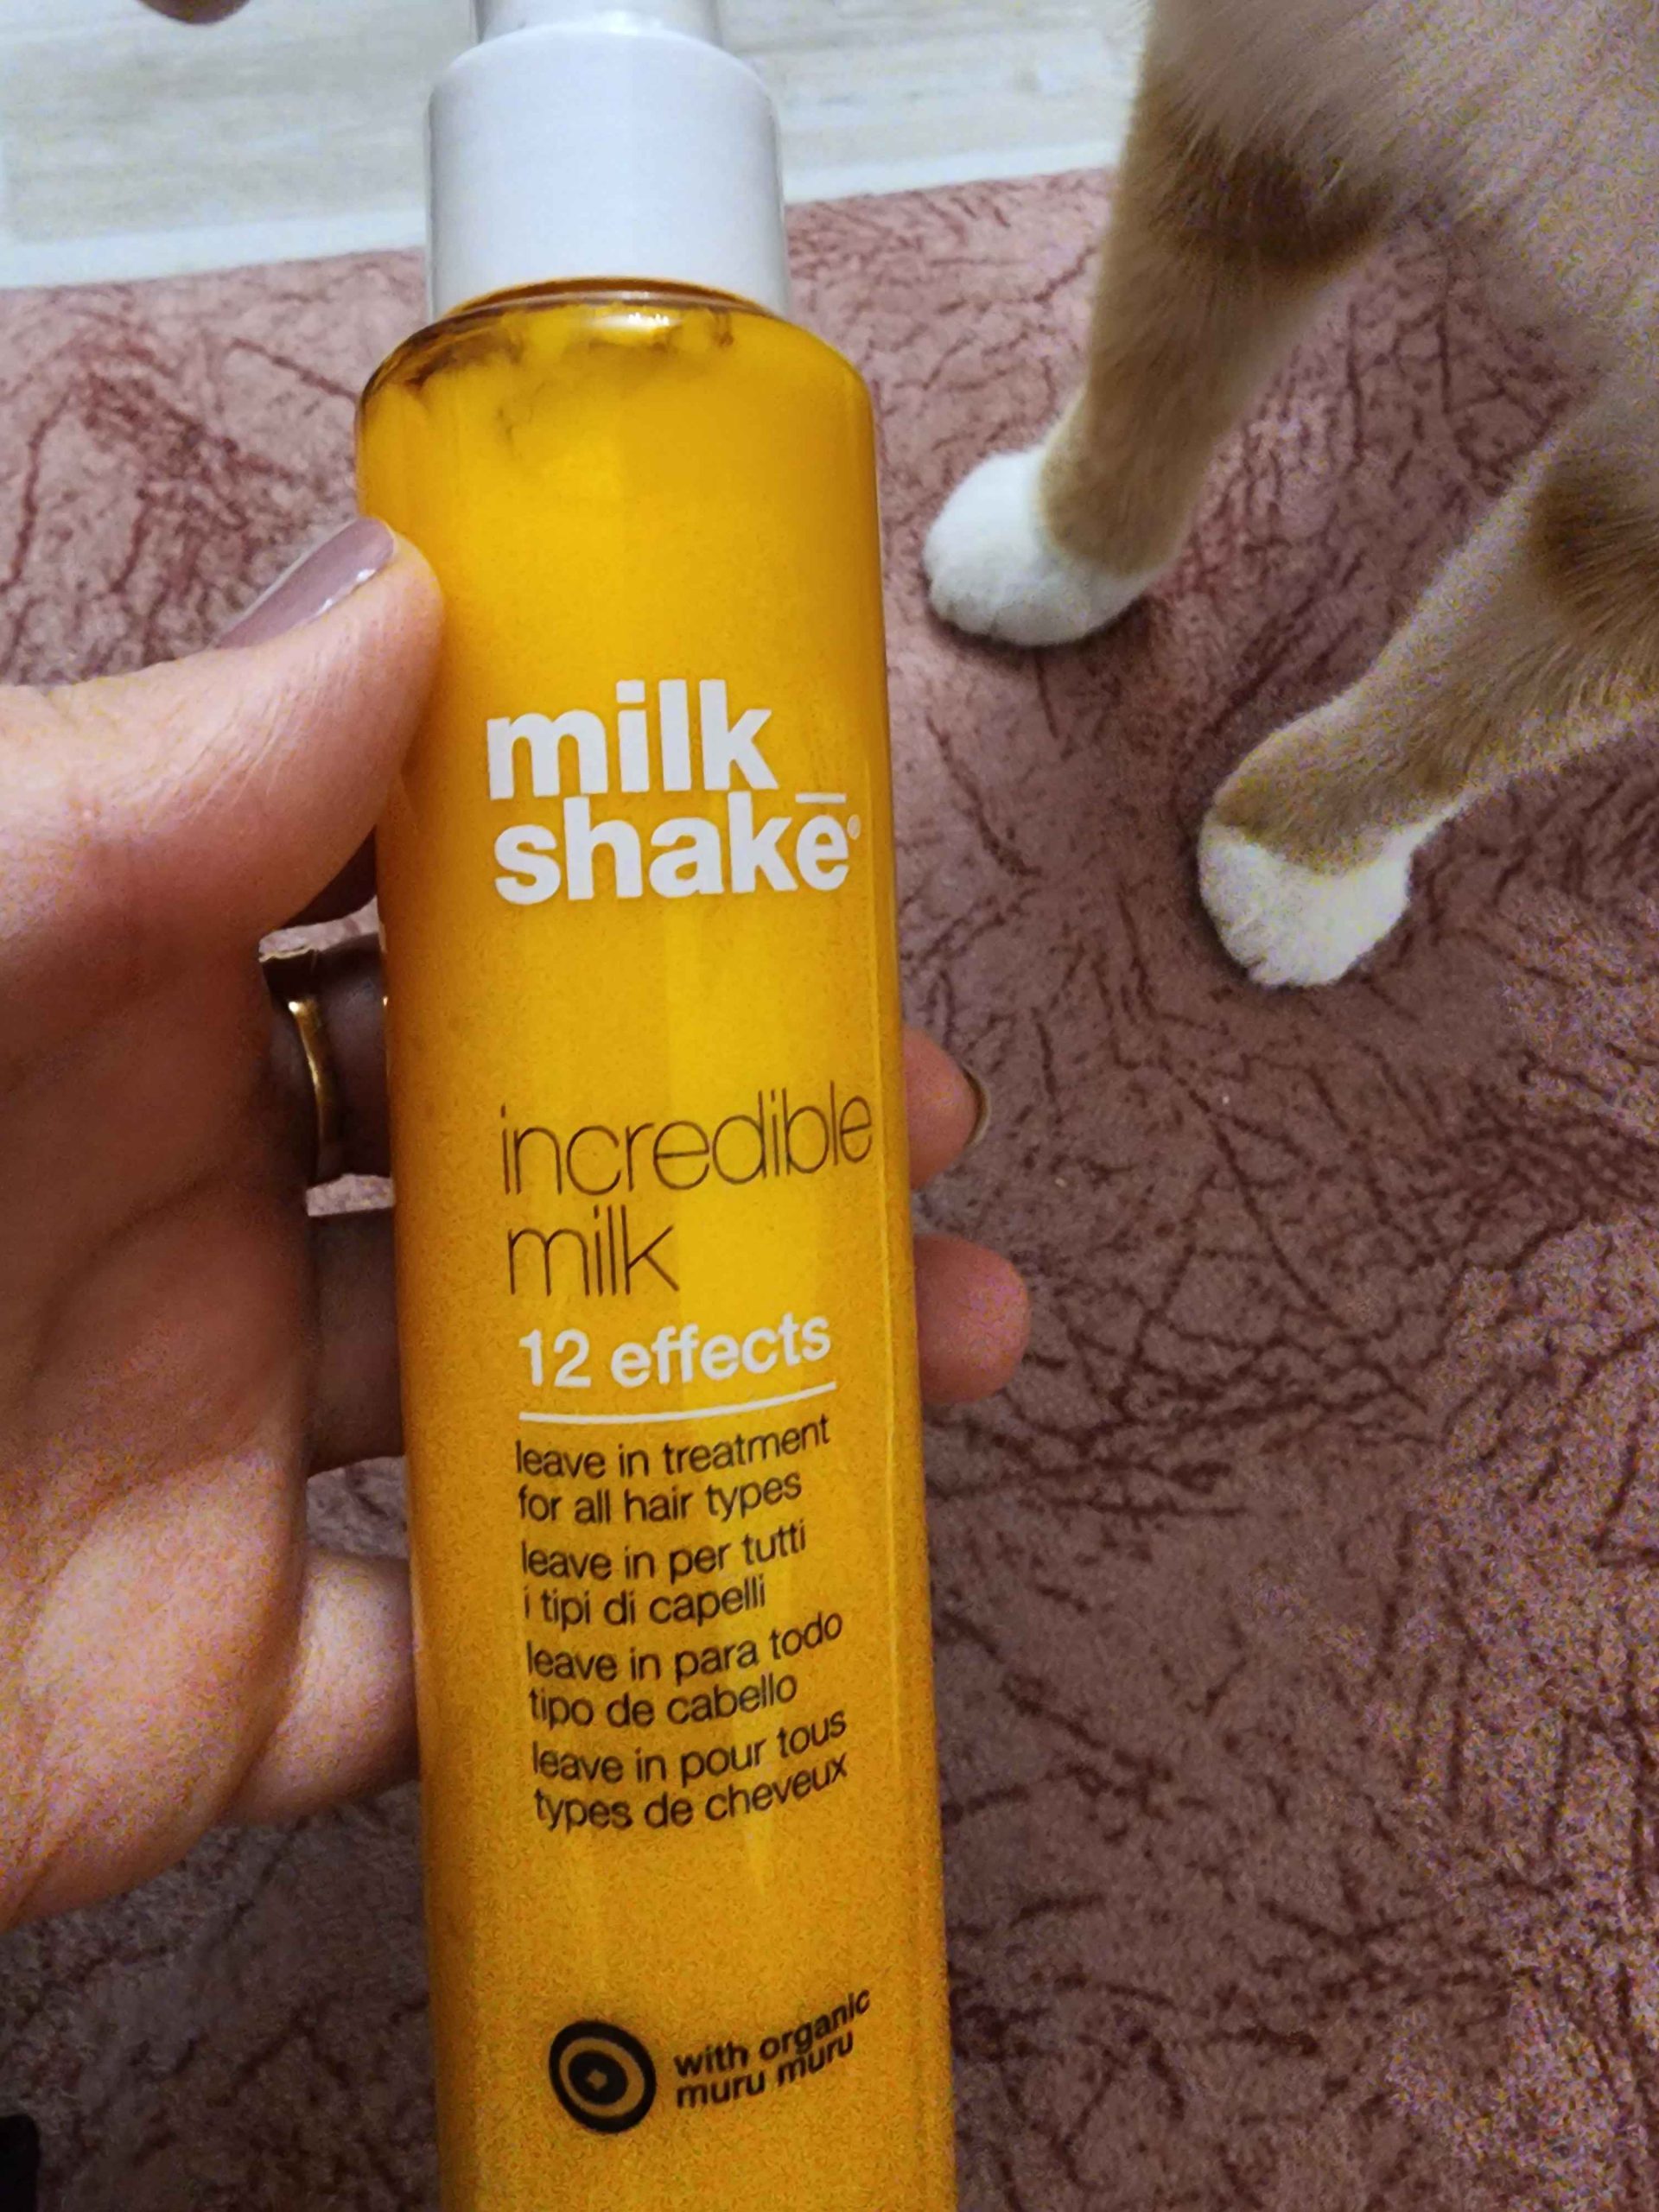 milk
shake®
incredible
milk
12 effects
leave in treatment
for all hair types
leave in per tutti
i tipi di capelli
leave in para todo
tipo de cabello
leave in pour tous
types de cheveux
with organic
muru muru